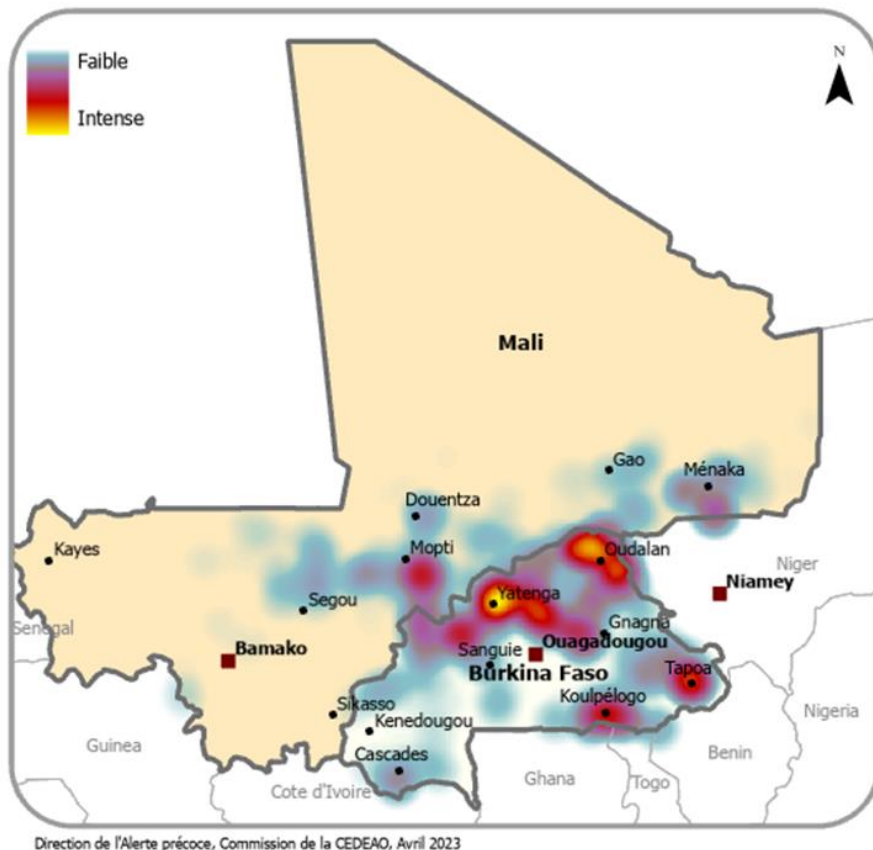 Faible
Intense
N
Mali
Gao
Ménaka
Douentza
Mopti
Oudalan
Kayes
Niger
Niamey
Yatenga
Segou
Gnagna
Senegal
Bamako
Ouagadougou
Sanguie
Burkina Faso
Tapoa
Koulpélogo
Sikasso
Kenedougou
Nigeria
Guinea
Cascades
Benin
Cote d'Ivoire
Ghana
Togo
Direction de l'Alerte précoce, Commission de la CEDEAO, Avril 2023